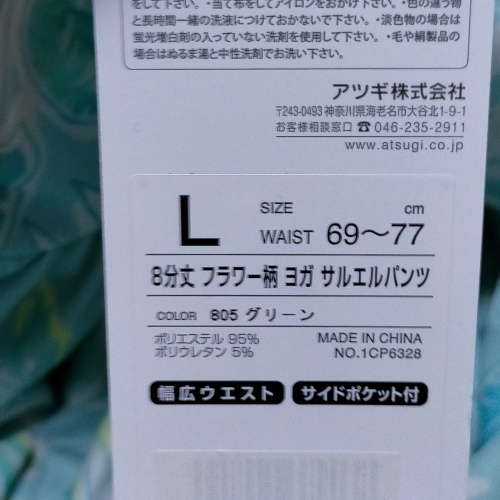 をして下さい。・当て布をしてアイロンをおかけ下さい。・色の違う物
と長時間一緒の洗液につけておかないで下さい。・淡色物の場合は
蛍光増白剤の入っていない洗剤を使用して下さい。・毛や絹製品の
場合はぬるま湯と中性洗剤でお洗い下さい。
アツギ株式会社
〒243-0493 神奈川県海老名市大谷北1-9-1
お客様相談窓口 ☎ 046-235-2911
www.atsugi.co.jp
L SIZE cm
WAIST 69〜77
8分丈 フラワー柄 ヨガ サルエルパンツ
COLOR 805 グリーン
ポリエステル 95% MADE IN CHINA
ポリウレタン 5% NO.1CP6328
幅広ウエスト サイドポケット付